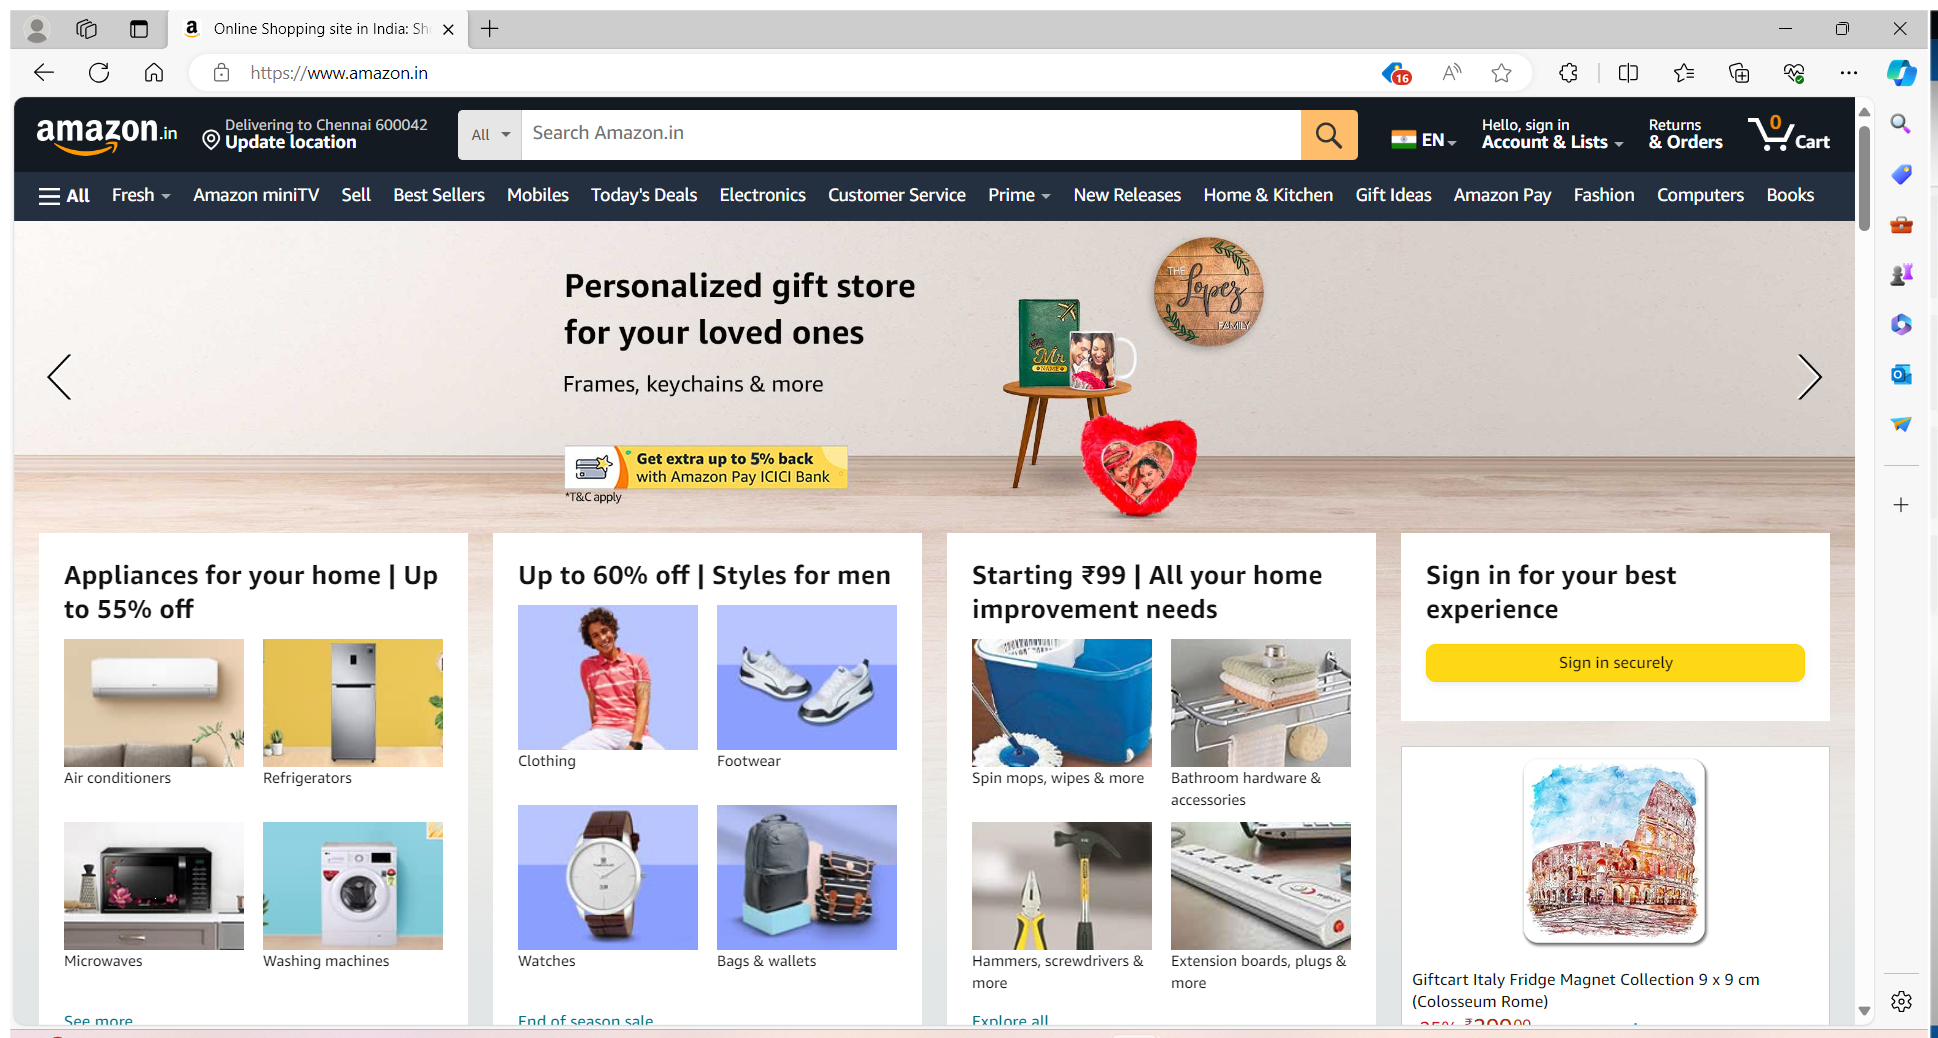 Online Shopping site in India: Sh
https://www.amazon.in
16
amazon.in
Delivering to Chennai 600042
Update location
All
Search Amazon.in
EN
Hello, sign in
Account & Lists
Returns
& Orders
0
Cart
All
Fresh
Amazon miniTV
Sell
Best Sellers
Mobiles
Today's Deals
Electronics
Customer Service
Prime
New Releases
Home & Kitchen
Gift Ideas
Amazon Pay
Fashion
Computers
Books
Personalized gift store
for your loved ones
Frames, keychains & more
Get extra up to 5% back
with Amazon Pay ICICI Bank
*T&C apply
THE
Lopez
FAMILY
Mr
NAME
Appliances for your home | Up
to 55% off
Air conditioners
Refrigerators
Microwaves
Washing machines
See more
Up to 60% off | Styles for men
Clothing
Footwear
Watches
Bags & wallets
End of season sale
Starting ₹99 | All your home
improvement needs
Spin mops, wipes & more
Bathroom hardware &
accessories
Hammers, screwdrivers &
more
Extension boards, plugs &
more
Explore all
Sign in for your best
experience
Sign in securely
Giftcart Italy Fridge Magnet Collection 9 x 9 cm
(Colosseum Rome)